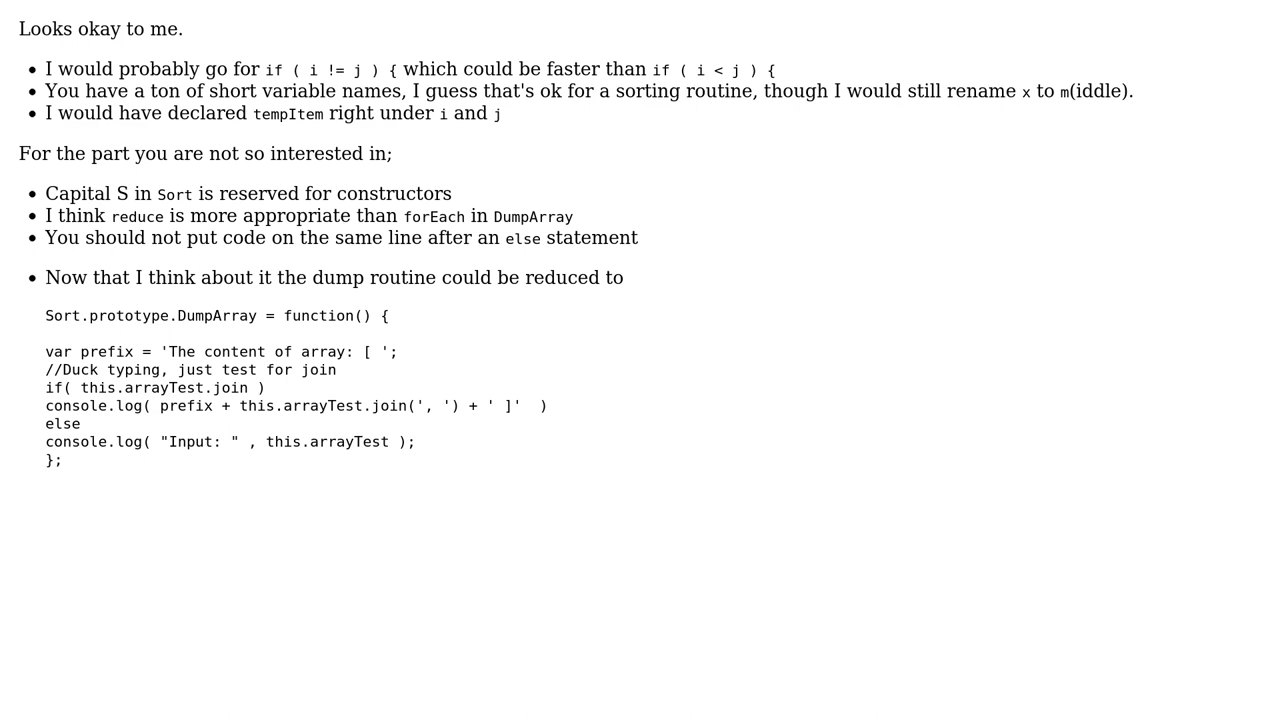 Looks okay to me.
• I would probably go for if ( i != j ) { which could be faster than if ( i < j ) {
• You have a ton of short variable names, I guess that's ok for a sorting routine, though I would still rename x to m(iddle).
• I would have declared tempItem right under i and j
For the part you are not so interested in;
• Capital S in Sort is reserved for constructors
• I think reduce is more appropriate than forEach in DumpArray
• You should not put code on the same line after an else statement
• Now that I think about it the dump routine could be reduced to
Sort.prototype.DumpArray = function() {
var prefix = 'The content of array: [ ';
//Duck typing, just test for join
if( this.arrayTest.join )
console.log( prefix + this.arrayTest.join(', ') + ' ]'  )
else
console.log( "Input: " , this.arrayTest );
};